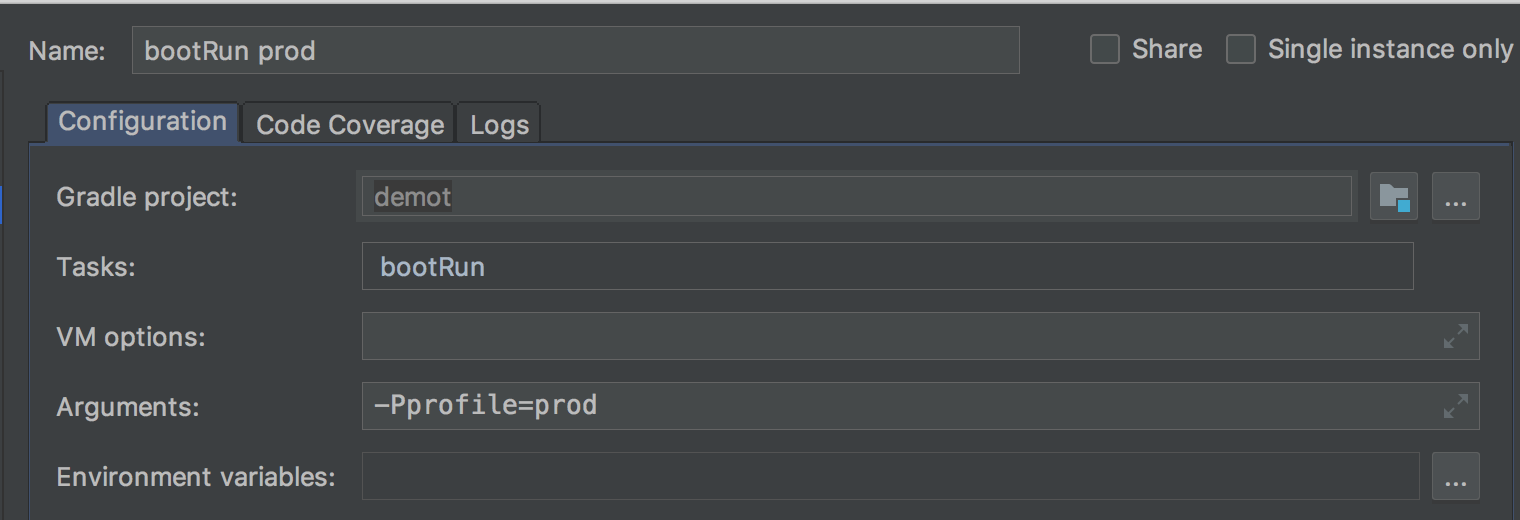 Name: bootRun prod Share Single instance only
Configuration Code Coverage Logs
Gradle project: demot ...
Tasks: bootRun
VM options:
Arguments: -Pprofile=prod
Environment variables: ...